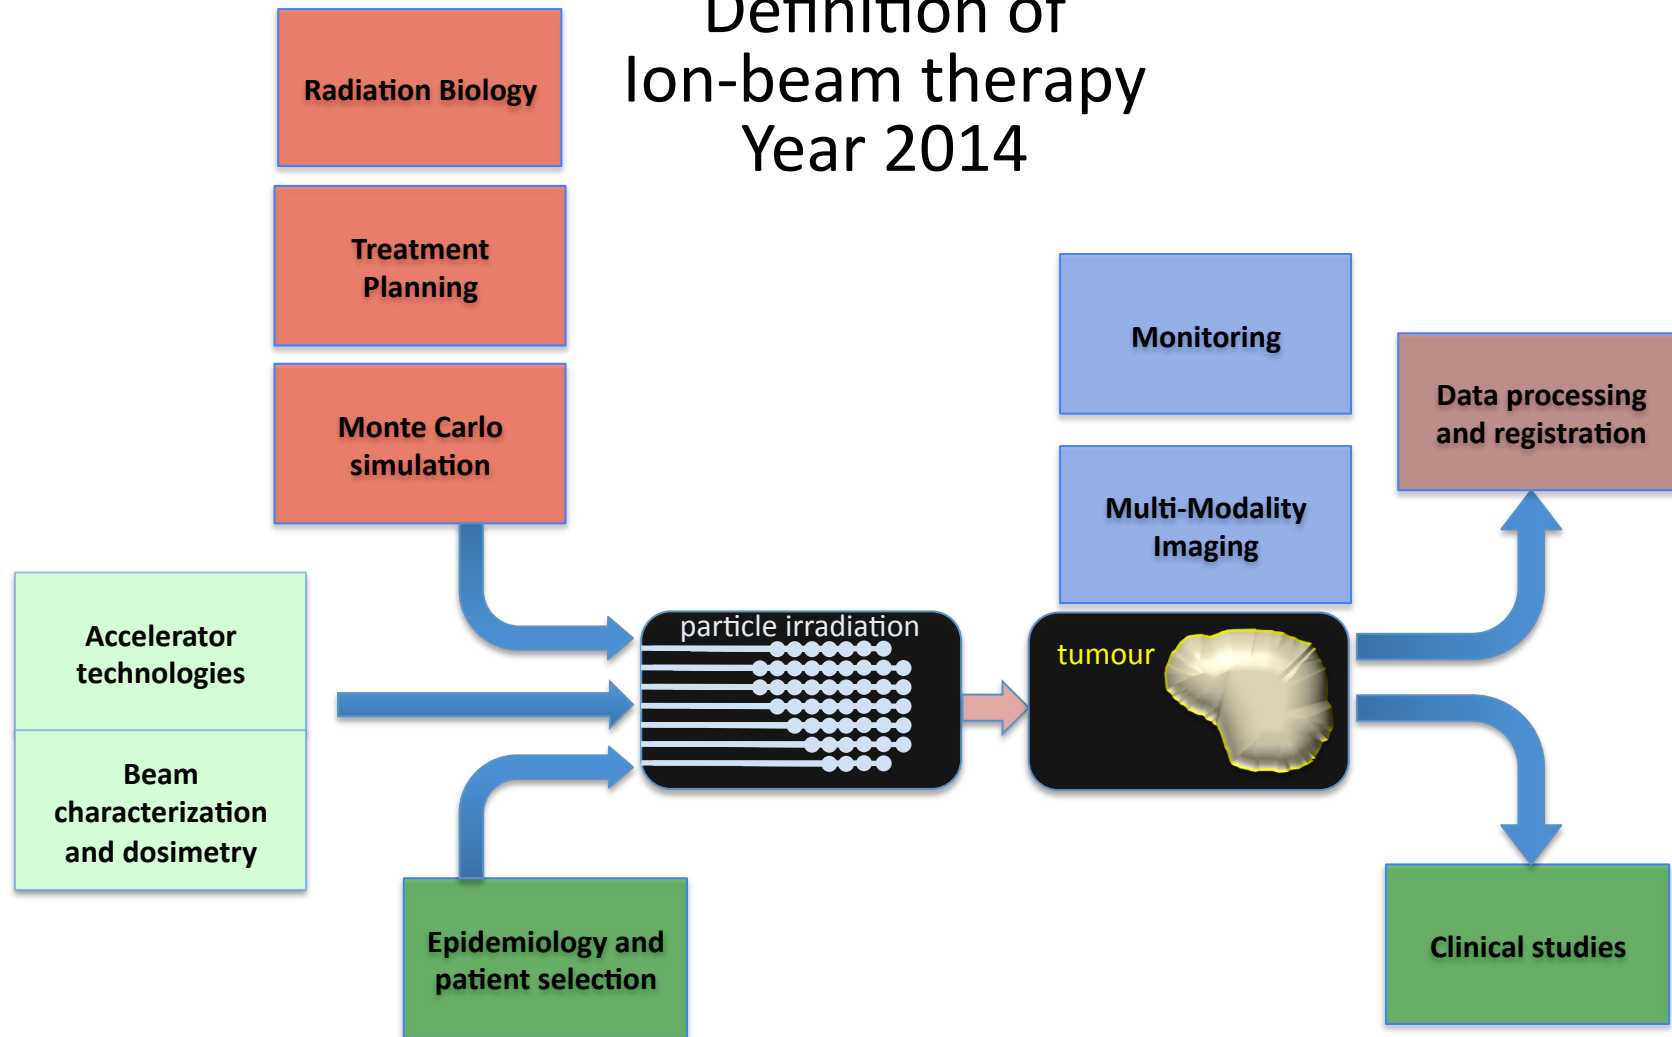 Definition of
Ion-beam therapy
Year 2014
Radiation Biology
Treatment
Planning
Monte Carlo
simulation
Monitoring
Multi-Modality
Imaging
Data processing
and registration
Accelerator
technologies
Beam
characterization
and dosimetry
particle irradiation
tumour
Epidemiology and
patient selection
Clinical studies